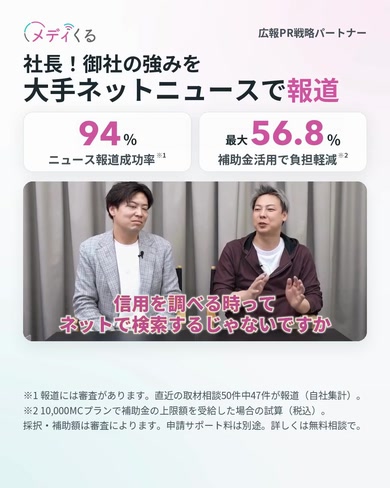 メディくる
広報PR戦略パートナー
社長！御社の強みを
大手ネットニュースで報道
94%
ニュース報道成功率※1
最大56.8%
補助金活用で負担軽減※2
信用を調べる時って
ネットで検索するじゃないですか
※1 報道には審査があります。直近の取材相談50件中47件が報道（自社集計）。
※2 10,000MCプランで補助金の上限額を受給した場合の試算（税込）。
採択・補助額は審査によります。申請サポート料は別途。詳しくは無料相談で。